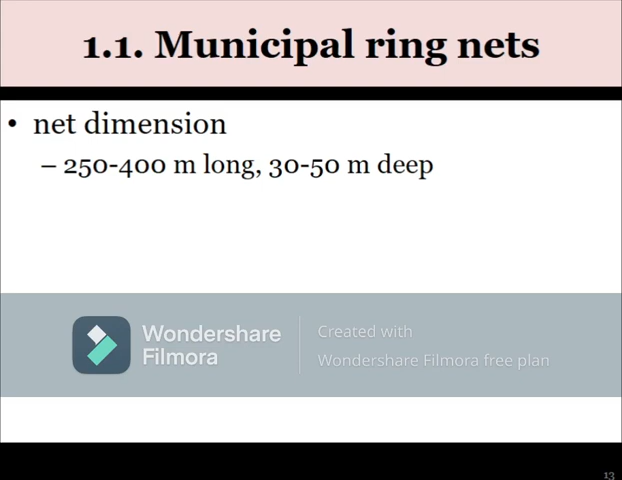 1.1. Municipal ring nets
• net dimension
– 250-400 m long, 30-50 m deep
Wondershare
Filmora
Created with
Wondershare Filmora free plan
13